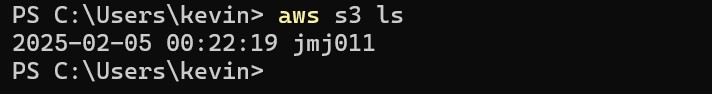 PS C:\Users\kevin> aws s3 ls
2025-02-05 00:22:19 jmj011
PS C:\Users\kevin>